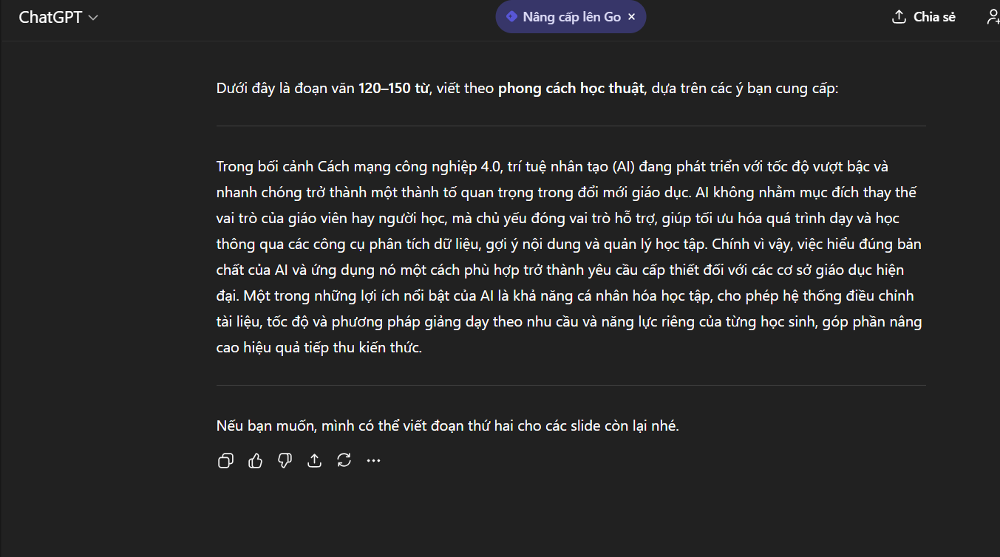 ChatGPT
Nâng cấp lên Go ×
Chia sẻ
Dưới đây là đoạn văn 120–150 từ, viết theo phong cách học thuật, dựa trên các ý bạn cung cấp:
Trong bối cảnh Cách mạng công nghiệp 4.0, trí tuệ nhân tạo (AI) đang phát triển với tốc độ vượt bậc và
nhanh chóng trở thành một thành tố quan trọng trong đổi mới giáo dục. AI không nhằm mục đích thay thế
vai trò của giáo viên hay người học, mà chủ yếu đóng vai trò hỗ trợ, giúp tối ưu hóa quá trình dạy và học
thông qua các công cụ phân tích dữ liệu, gợi ý nội dung và quản lý học tập. Chính vì vậy, việc hiểu đúng bản
chất của AI và ứng dụng nó một cách phù hợp trở thành yêu cầu cấp thiết đối với các cơ sở giáo dục hiện
đại. Một trong những lợi ích nổi bật của AI là khả năng cá nhân hóa học tập, cho phép hệ thống điều chỉnh
tài liệu, tốc độ và phương pháp giảng dạy theo nhu cầu và năng lực riêng của từng học sinh, góp phần nâng
cao hiệu quả tiếp thu kiến thức.
Nếu bạn muốn, mình có thể viết đoạn thứ hai cho các slide còn lại nhé.